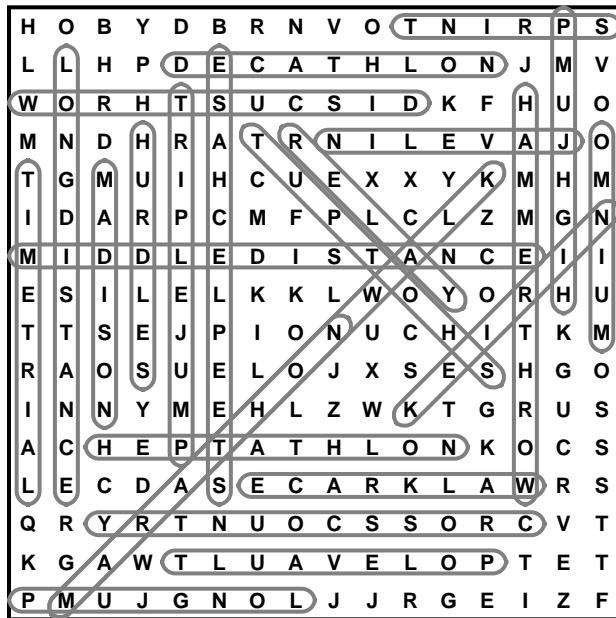 H O B Y D B R N V O T N I R P S
L L H P D E C A T H L O N J M V
W O R H T S U C S I D K F H U O
M N D H R A T R N I L E V A J O
T G M U I H C U E X X Y K M H M
I D A R P C M F P L C L Z M G N
M I D D L E D I S T A N C E I I
E S I L E L K K L W O Y O R H U
T T S E J P I O N U C H I T K M
R A O S U E L O J X S E S H G O
I N N Y M E H L Z W K T G R U S
A C H E P T A T H L O N K O C S
L E C D A S E C A R K L A W R S
Q R Y R T N U O C S S O R C V T
K G A W T L U A V E L O P T E T
P M U J G N O L J J R G E I Z F